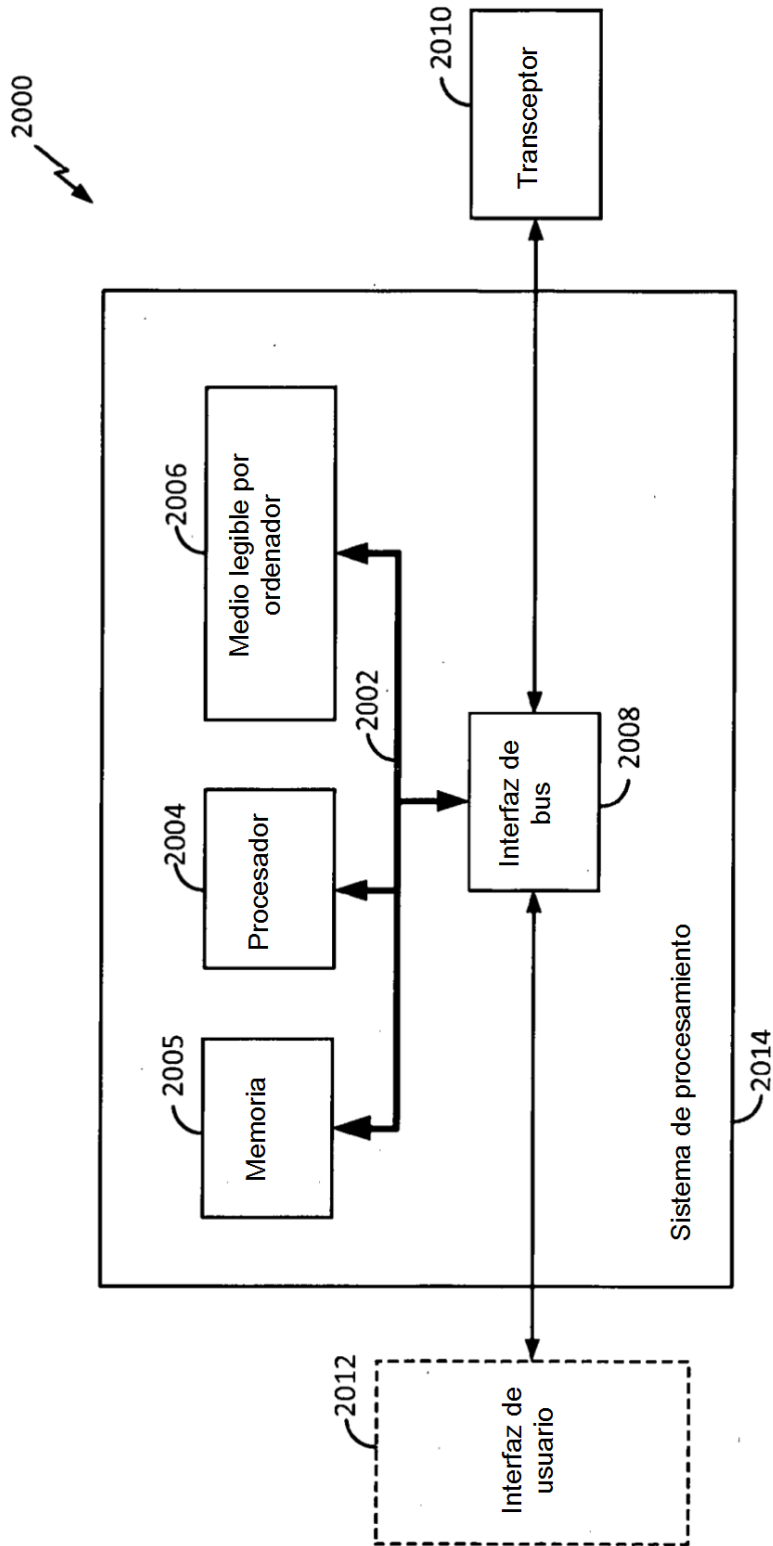 2000
2005
Memoria
2004
Procesador
2006
Medio legible por
ordenador
2002
2012
Interfaz de
usuario
Interfaz de
bus
2008
2010
Transceptor
Sistema de procesamiento
2014